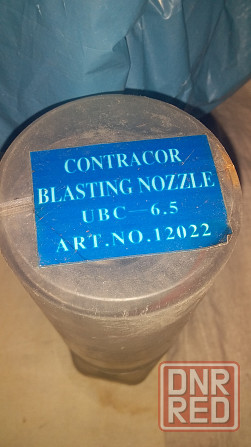 CONTRACOR
BLASTING NOZZLE
UBC—6.5
ART.NO.12022
DNR
RED